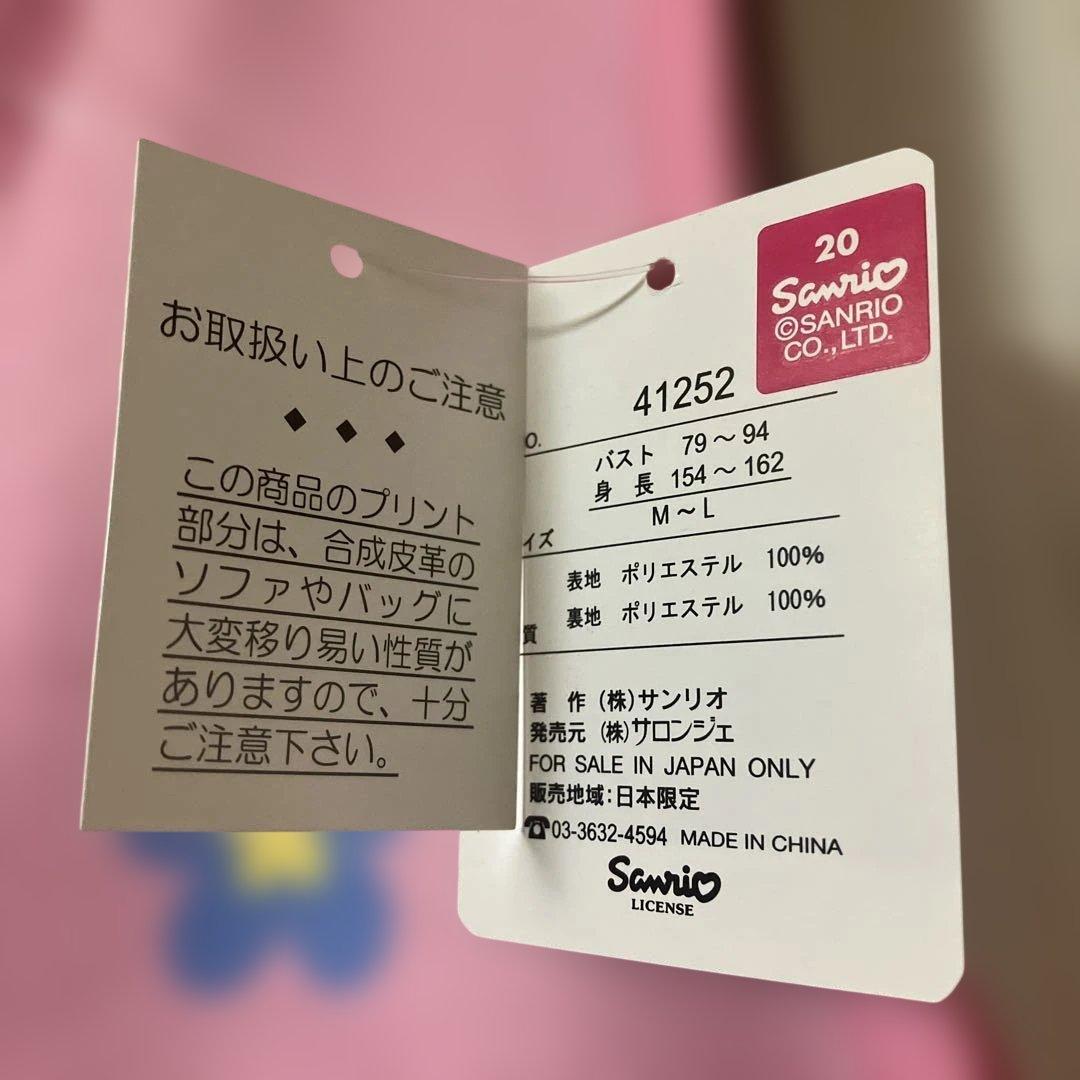 お取扱い上のご注意
◆ ◆ ◆
この商品のプリント
部分は、合成皮革の
ソファやバッグに
大変移り易い性質が
ありますので、十分
ご注意下さい。
20
Sanrio
©SANRIO
CO.,LTD.
O. 41252
バスト 79～94
身 長 154～162
M～L
イズ
表地 ポリエステル 100%
裏地 ポリエステル 100%
質
著 作 (株)サンリオ
発売元 (株)サロンジェ
FOR SALE IN JAPAN ONLY
販売地域:日本限定
☎03-3632-4594 MADE IN CHINA
Sanrio
LICENSE